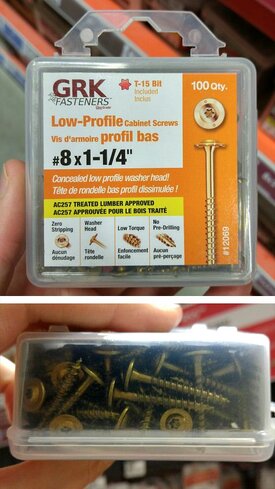 GRK
FASTENERS
T-15 Bit
Included
Inclus
100 Qty.
Low-Profile Cabinet Screws
Vis d'armoire profil bas
#8 x 1-1/4"
Concealed low profile washer head!
Tête de rondelle bas profil dissimulée !
AC257 TREATED LUMBER APPROVED
AC257 APPROUVÉE POUR LE BOIS TRAITÉ
Zero Stripping
Aucun dénudage
Washer Head
Tête rondelle
Low Torque
Enfoncement facile
No Pre-Drilling
Aucun pré-perçage
#12069